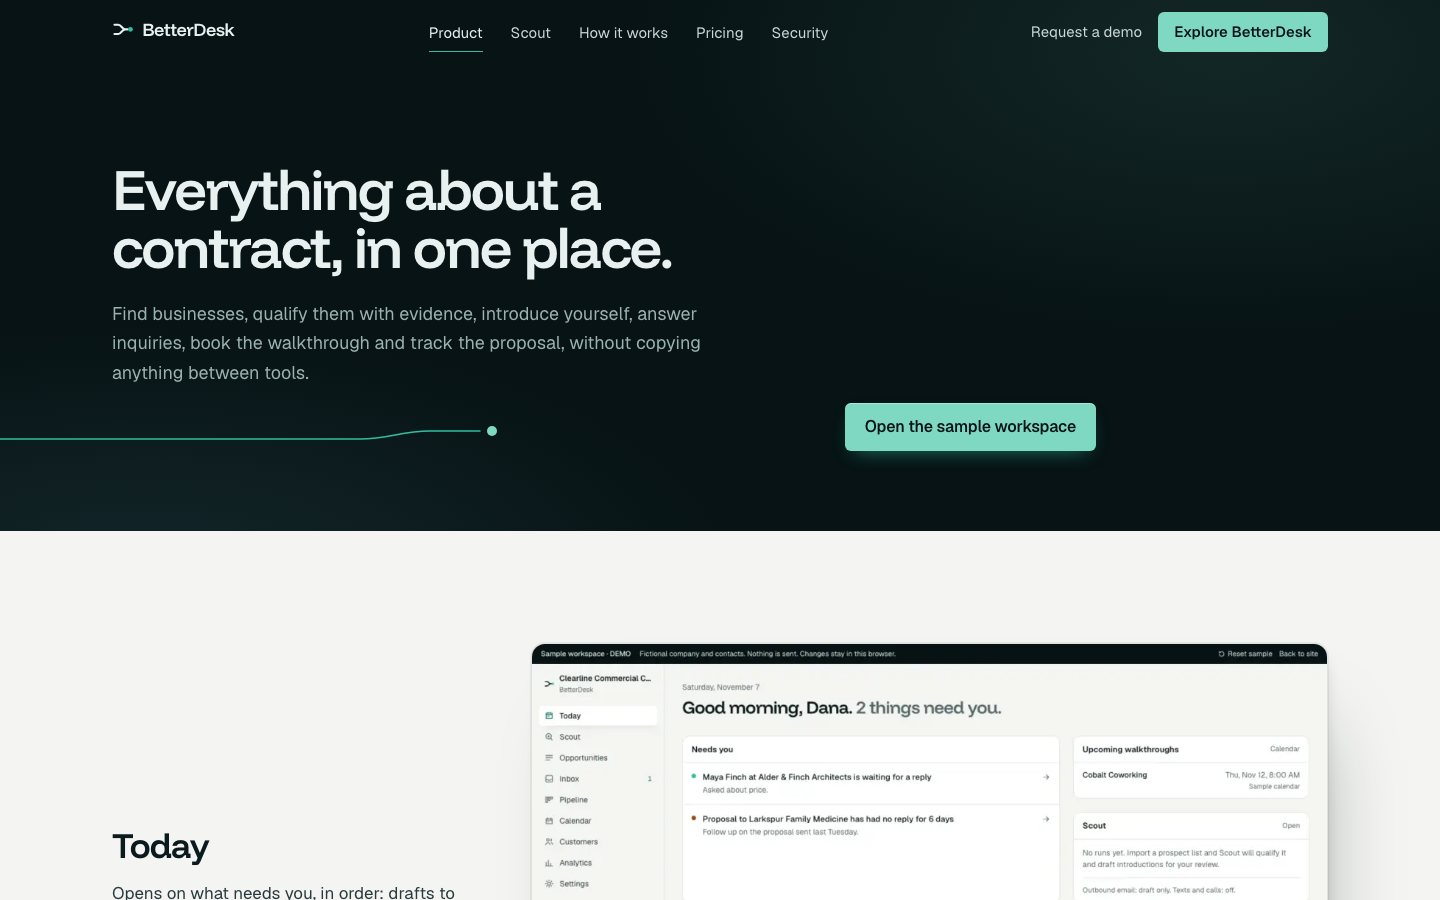 BetterDesk
Product
Scout
How it works
Pricing
Security
Request a demo
Explore BetterDesk
Everything about a
contract, in one place.
Find businesses, qualify them with evidence, introduce yourself, answer
inquiries, book the walkthrough and track the proposal, without copying
anything between tools.
Open the sample workspace
Today
Opens on what needs you, in order: drafts to
Sample workspace · DEMO Fictional company and contacts. Nothing is sent. Changes stay in this browser.
Reset sample
Back to site
Clearline Commercial C...
BetterDesk
Today
Scout
Opportunities
Inbox 1
Pipeline
Calendar
Customers
Analytics
Settings
Saturday, November 7
Good morning, Dana. 2 things need you.
Needs you
Maya Finch at Alder & Finch Architects is waiting for a reply
Asked about price.
Proposal to Larkspur Family Medicine has had no reply for 6 days
Follow up on the proposal sent last Tuesday.
Upcoming walkthroughs Calendar
Cobalt Coworking Thu, Nov 12, 8:00 AM
Sample calendar
Scout Open
No runs yet. Import a prospect list and Scout will qualify it
and draft introductions for your review.
Outbound email: draft only. Texts and calls: off.